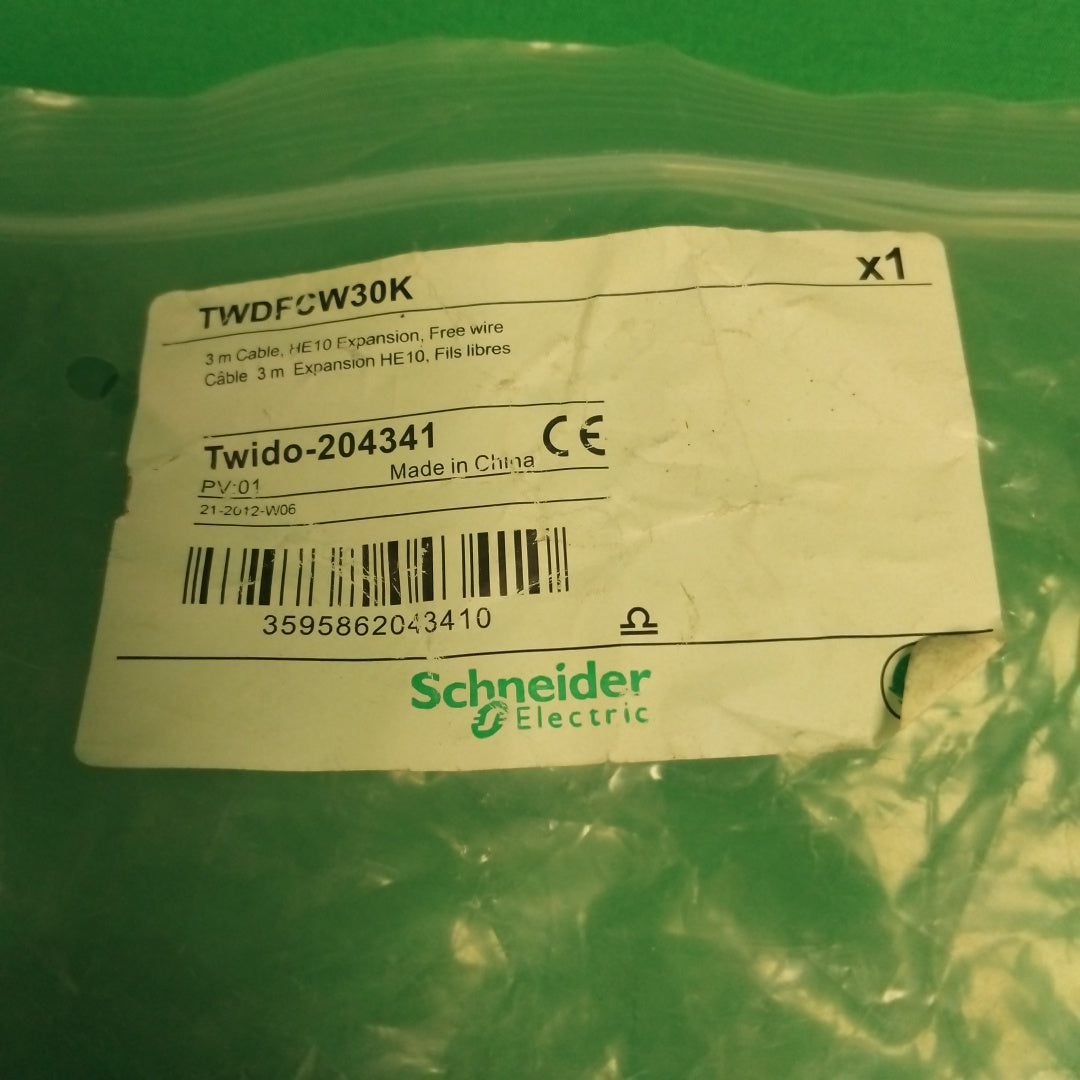 TWDFCW30K x1
3 m Cable, HE10 Expansion, Free wire
Câble 3 m Expansion HE10, Fils libres
Twido-204341 CE
Made in China
PV:01
21-2012-W06
3595862043410
Schneider
Electric